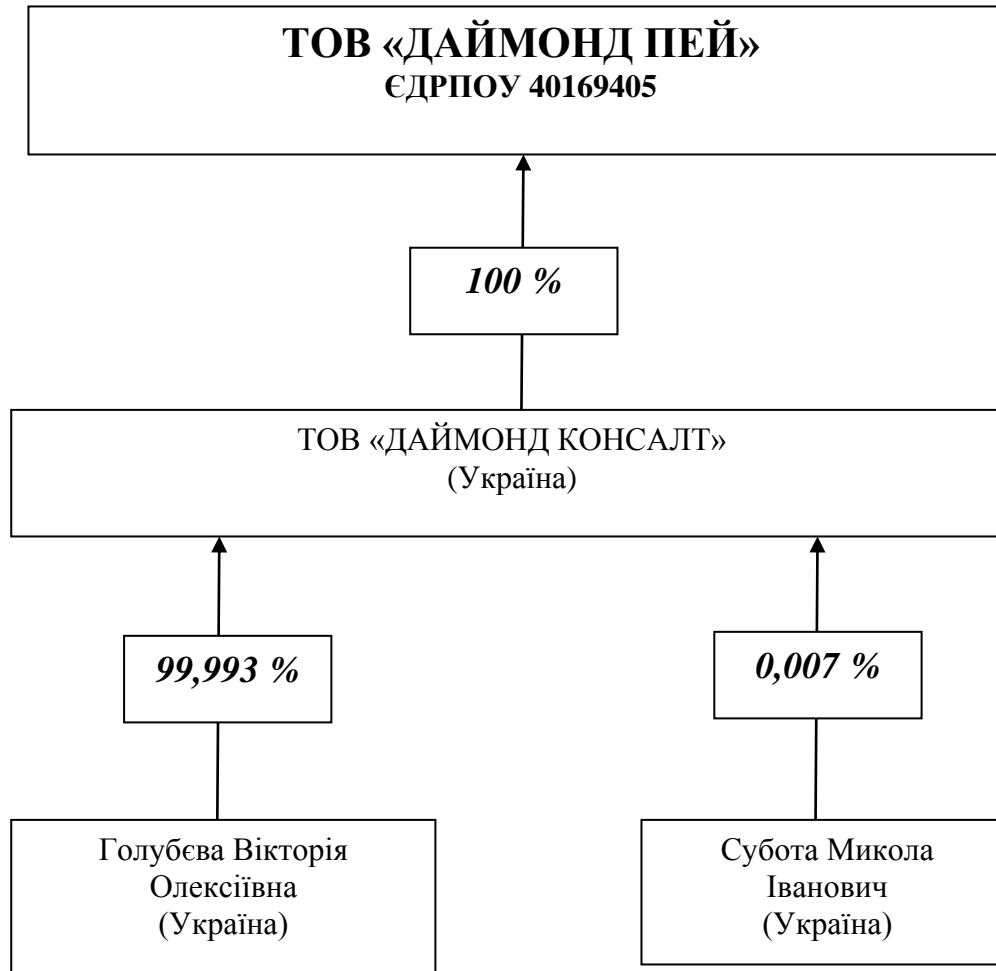 ТОВ «ДАЙМОНД ПЕЙ»
ЄДРПОУ 40169405
100 %
ТОВ «ДАЙМОНД КОНСАЛТ»
(Україна)
99,993 %
0,007 %
Голубєва Вікторія
Олексіївна
(Україна)
Субота Микола
Іванович
(Україна)